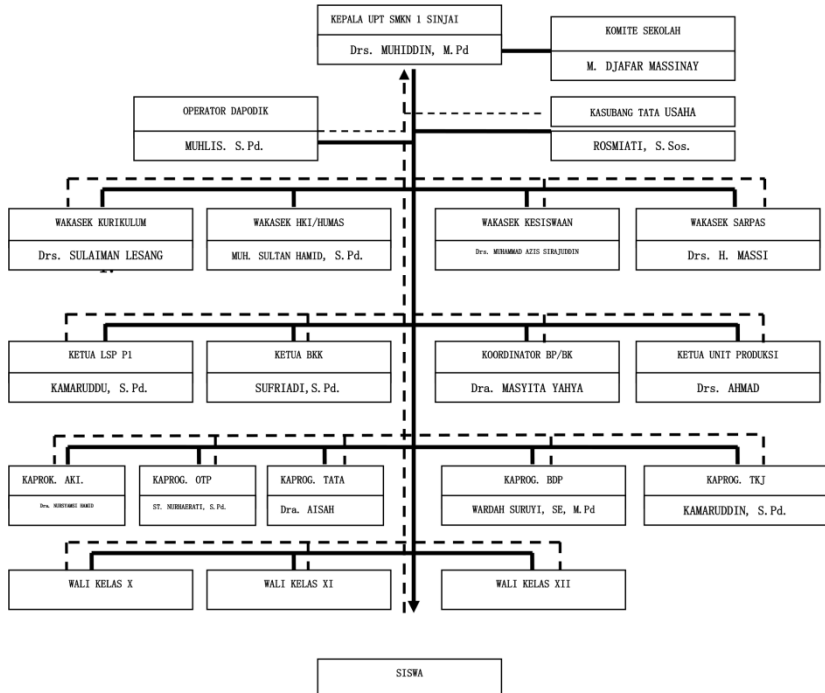 KEPALA UPT SMKN 1 SINJAI
Drs. MUHIDDIN, M.Pd
KOMITE SEKOLAH
M. DJAFAR MASSINAY
OPERATOR DAPODIK
MUHLIS. S.Pd.
KASUBANG TATA USAHA
ROSMIATI, S.Sos.
WAKASEK KURIKULUM
Drs. SULAIMAN LESANG
WAKASEK HKI/HUMAS
MUH. SULTAN HAMID, S.Pd.
WAKASEK KESISWAAN
Drs. MUHAMMAD AZIS SIRAJUDDIN
WAKASEK SARPAS
Drs. H. MASSI
KETUA LSP P1
KAMARUDDU, S.Pd.
KETUA BKK
SUFRIADI, S.Pd.
KOORDINATOR BP/BK
Dra. MASYITA YAHYA
KETUA UNIT PRODUKSI
Drs. AHMAD
KAPROK. AKI.
Dra. NURSYAMSI HAMID
KAPROG. OTP
ST. NURHAERATI, S.Pd.
KAPROG. TATA
Dra. AISAH
KAPROG. BDP
WARDAH SURUYI, SE, M.Pd
KAPROG. TKJ
KAMARUDDIN, S.Pd.
WALI KELAS X
WALI KELAS XI
WALI KELAS XII
SISWA